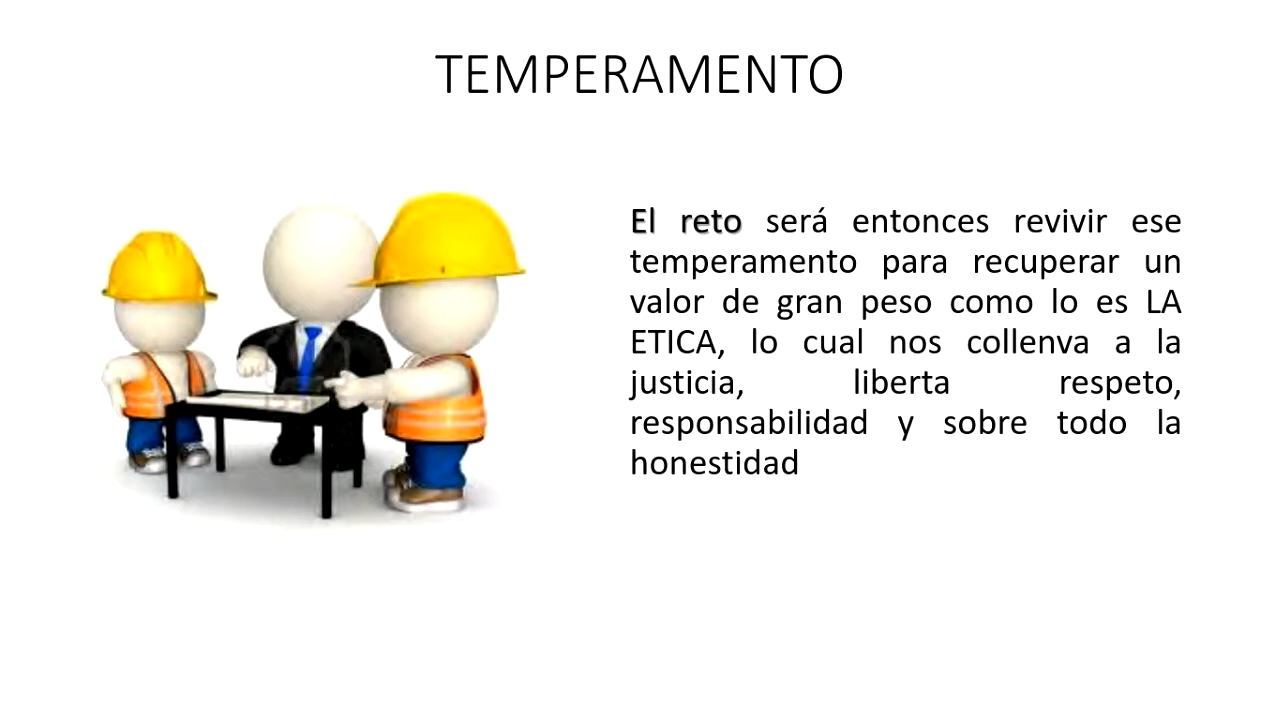 TEMPERAMENTO
El reto será entonces revivir ese
temperamento para recuperar un
valor de gran peso como lo es LA
ETICA, lo cual nos collenva a la
justicia, liberta respeto,
responsabilidad y sobre todo la
honestidad